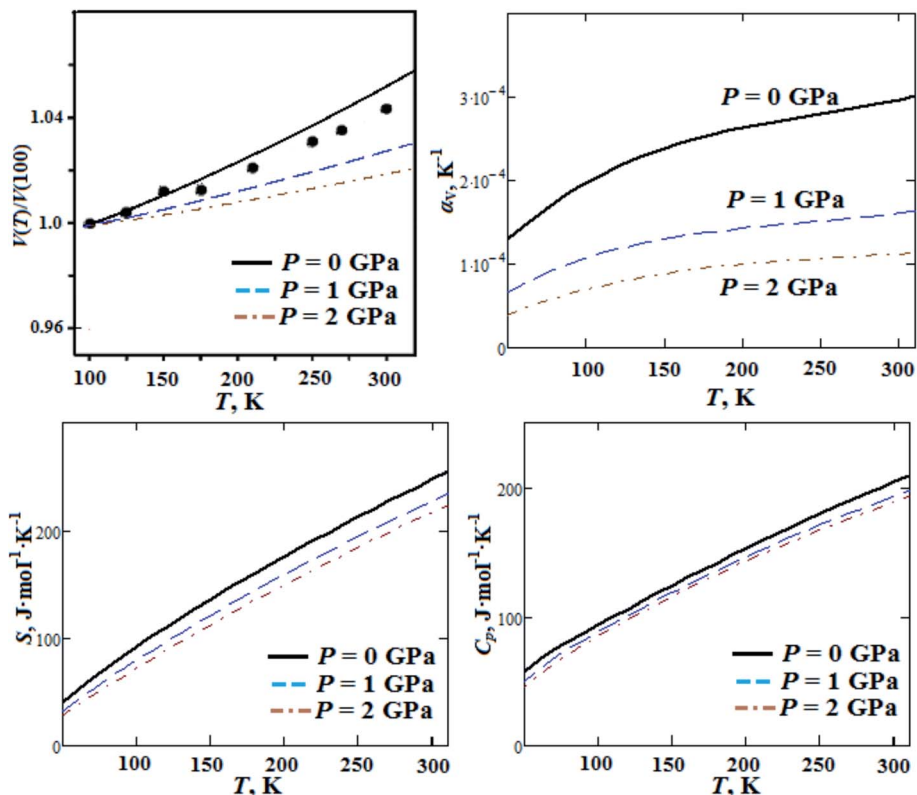 V(T)/V(100)
1.04
1.0
0.96
P = 0 GPa
P = 1 GPa
P = 2 GPa
100 150 200 250 300
T, K
αᵥ, K⁻¹
3·10⁻⁴
2·10⁻⁴
1·10⁻⁴
0
P = 0 GPa
P = 1 GPa
P = 2 GPa
100 150 200 250 300
T, K
S, J·mol⁻¹·K⁻¹
200
100
0
P = 0 GPa
P = 1 GPa
P = 2 GPa
100 150 200 250 300
T, K
Cₚ, J·mol⁻¹·K⁻¹
200
100
0
P = 0 GPa
P = 1 GPa
P = 2 GPa
100 150 200 250 300
T, K